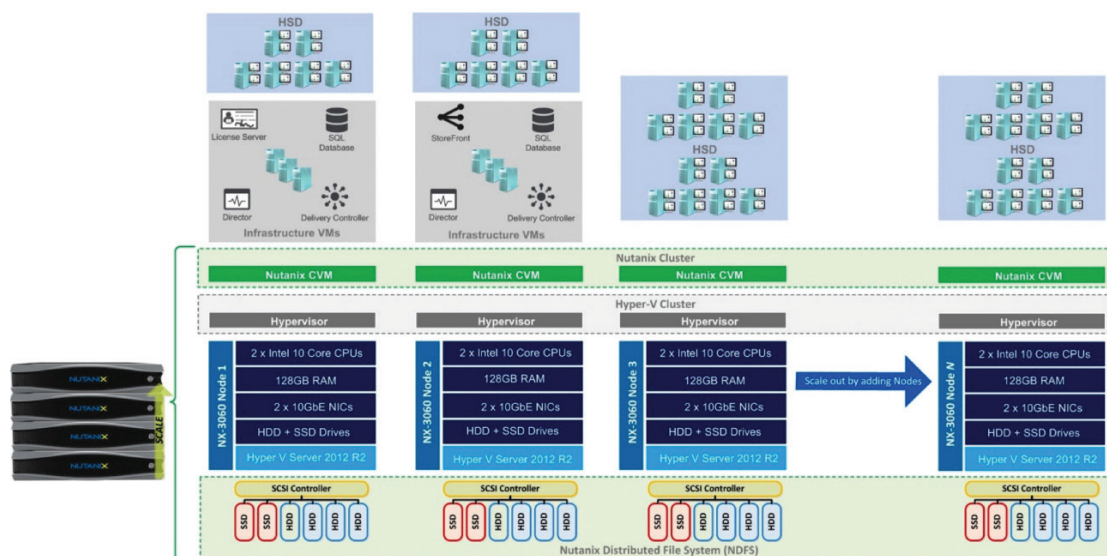 HSD
HSD
License Server
SQL
Database
Director
Delivery Controller
Infrastructure VMs
StoreFront
SQL
Database
Director
Delivery Controller
Infrastructure VMs
HSD
HSD
Nutanix Cluster
Nutanix CVM
Nutanix CVM
Nutanix CVM
Nutanix CVM
Hyper-V Cluster
Hypervisor
Hypervisor
Hypervisor
Hypervisor
NUTANIX
NUTANIX
NUTANIX
NUTANIX
SCALE
NX-3060 Node 1
2 x Intel 10 Core CPUs
128GB RAM
2 x 10GbE NICs
HDD + SSD Drives
Hyper V Server 2012 R2
NX-3060 Node 2
2 x Intel 10 Core CPUs
128GB RAM
2 x 10GbE NICs
HDD + SSD Drives
Hyper V Server 2012 R2
NX-3060 Node 3
2 x Intel 10 Core CPUs
128GB RAM
2 x 10GbE NICs
HDD + SSD Drives
Hyper V Server 2012 R2
Scale out by adding Nodes
NX-3060 Node N
2 x Intel 10 Core CPUs
128GB RAM
2 x 10GbE NICs
HDD + SSD Drives
Hyper V Server 2012 R2
SCSI Controller
SSD
SSD
HDD
HDD
HDD
HDD
SCSI Controller
SSD
SSD
HDD
HDD
HDD
HDD
SCSI Controller
SSD
SSD
HDD
HDD
HDD
HDD
SCSI Controller
SSD
SSD
HDD
HDD
HDD
HDD
Nutanix Distributed File System (NDFS)